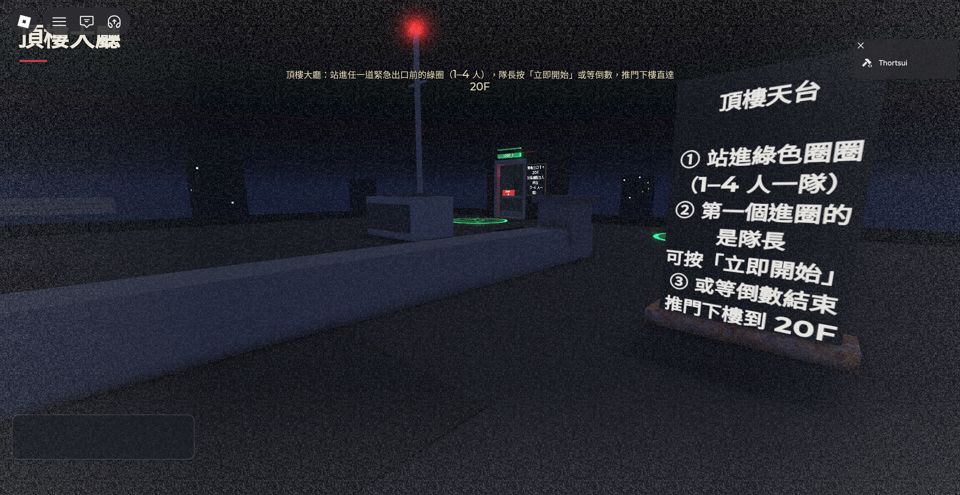 頂樓大廳
頂樓大廳：站進任一道緊急出口前的綠圈（1–4 人），隊長按「立即開始」或等倒數，推門下樓直達
20F
Thortsui
頂樓天台
① 站進綠色圈圈
（1–4 人一隊）
② 第一個進圈的
是隊長
可按「立即開始」
③ 或等倒數結束
推門下樓到 20F